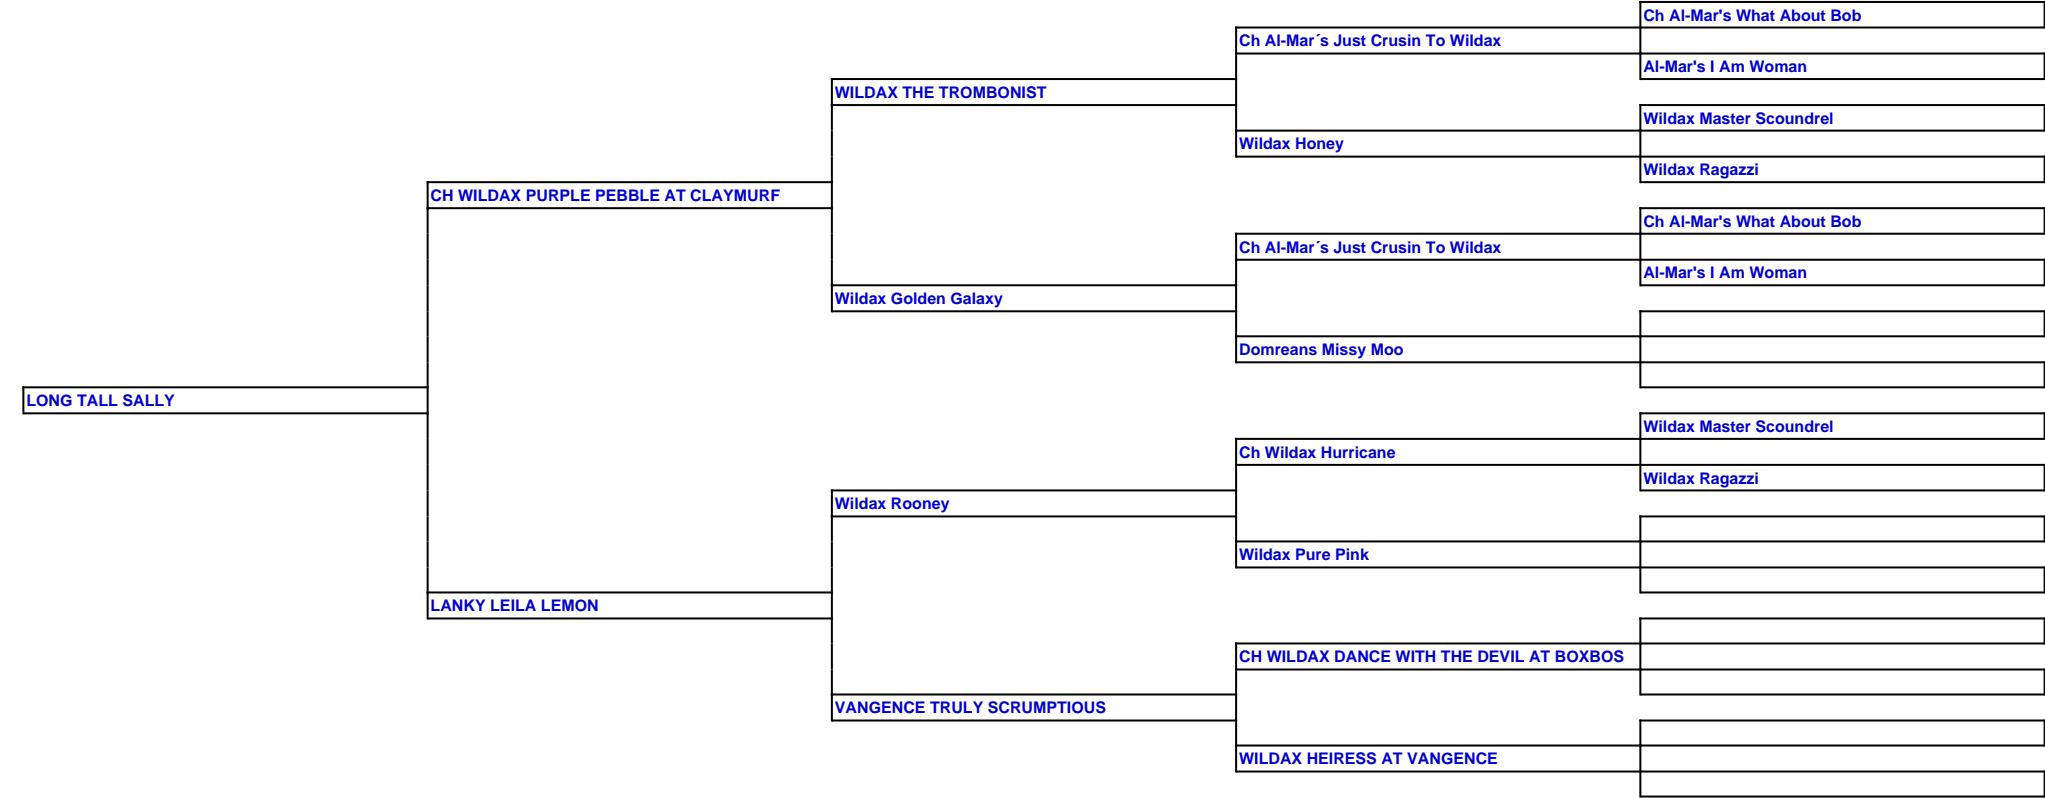 Ch Al-Mar's What About Bob
Ch Al-Mar´s Just Crusin To Wildax
Al-Mar's I Am Woman
WILDAX THE TROMBONIST
Wildax Master Scoundrel
Wildax Honey
Wildax Ragazzi
CH WILDAX PURPLE PEBBLE AT CLAYMURF
Ch Al-Mar's What About Bob
Ch Al-Mar´s Just Crusin To Wildax
Al-Mar's I Am Woman
Wildax Golden Galaxy
Domreans Missy Moo
LONG TALL SALLY
Wildax Master Scoundrel
Ch Wildax Hurricane
Wildax Ragazzi
Wildax Rooney
Wildax Pure Pink
LANKY LEILA LEMON
CH WILDAX DANCE WITH THE DEVIL AT BOXBOS
VANGENCE TRULY SCRUMPTIOUS
WILDAX HEIRESS AT VANGENCE